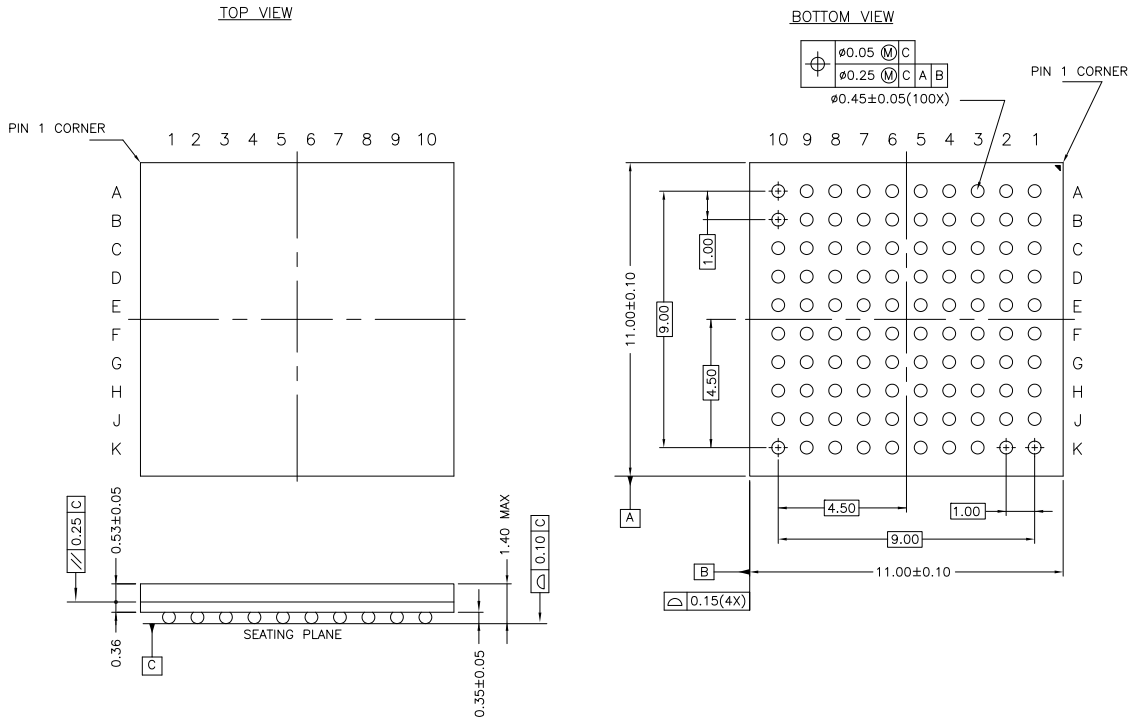 TOP VIEW
PIN 1 CORNER
1 2 3 4 5 6 7 8 9 10
A
B
C
D
E
F
G
H
J
K
// 0.25 C
0.53±0.05
0.36
C
SEATING PLANE
0.35±0.05
1.40 MAX
0.10 C
BOTTOM VIEW
ø0.05 Ⓜ C
ø0.25 Ⓜ C A B
ø0.45±0.05(100X)
PIN 1 CORNER
10 9 8 7 6 5 4 3 2 1
A
B
C
D
E
F
G
H
J
K
11.00±0.10
9.00
1.00
4.50
A
4.50
1.00
9.00
B
11.00±0.10
0.15(4X)